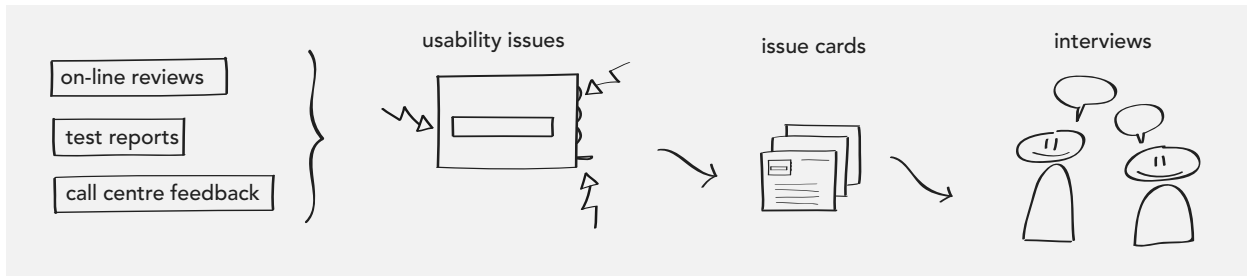 on-line reviews
test reports
call centre feedback
usability issues
issue cards
interviews